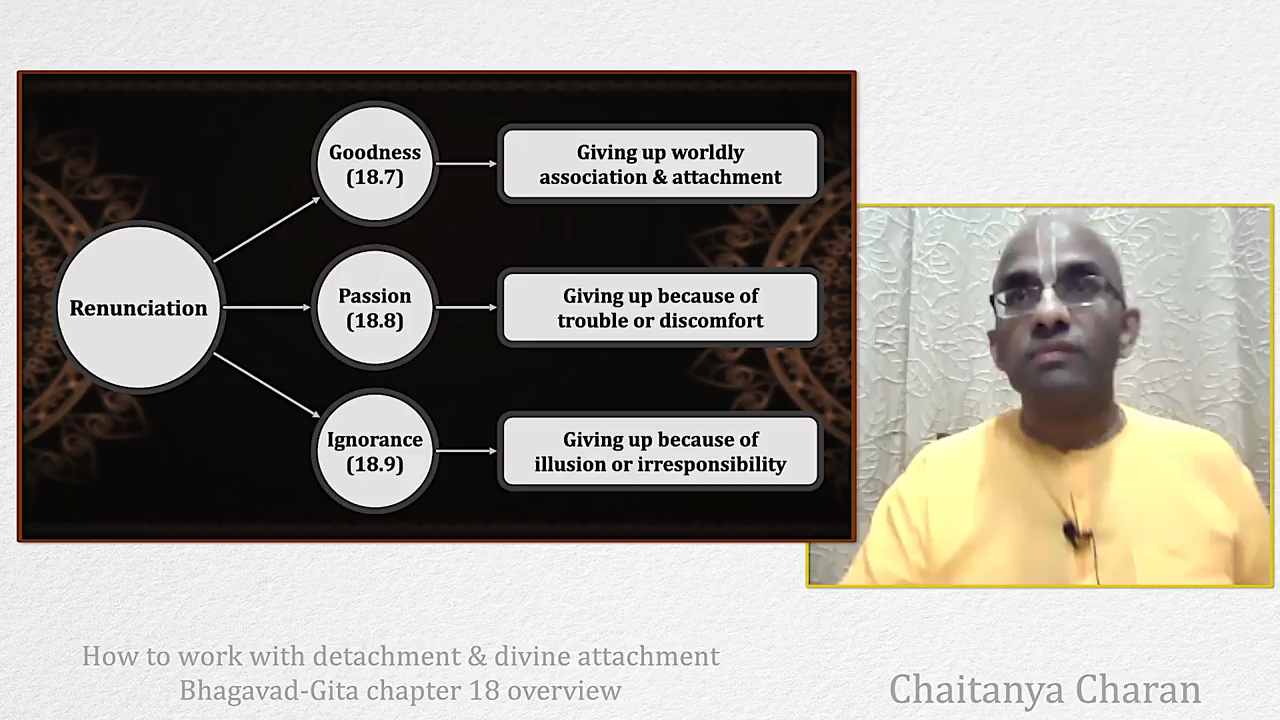 Renunciation
Goodness
(18.7)
Giving up worldly
association & attachment
Passion
(18.8)
Giving up because of
trouble or discomfort
Ignorance
(18.9)
Giving up because of
illusion or irresponsibility
How to work with detachment & divine attachment
Bhagavad-Gita chapter 18 overview
Chaitanya Charan